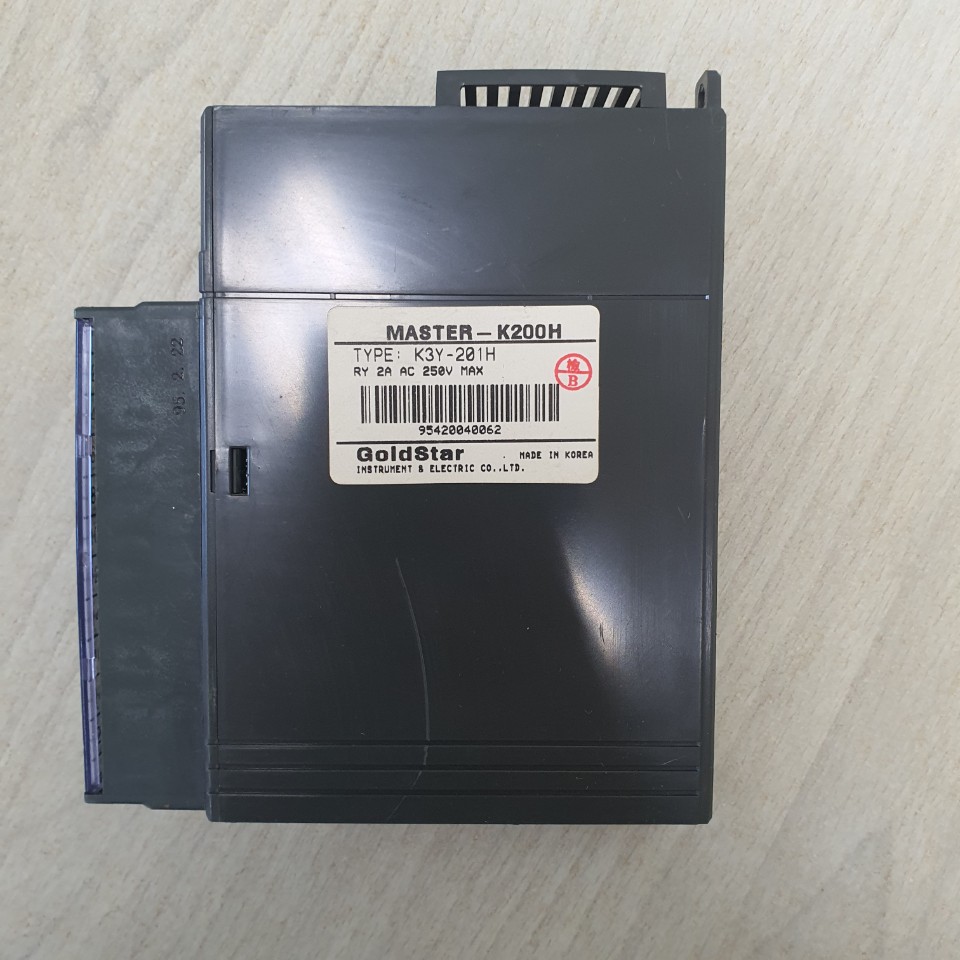 MASTER-K200H
TYPE: K3Y-201H
RY 2A AC 250V MAX
検
B
95420040062
GoldStar
MADE IN KOREA
INSTRUMENT & ELECTRIC CO.,LTD.
95. 2. 22